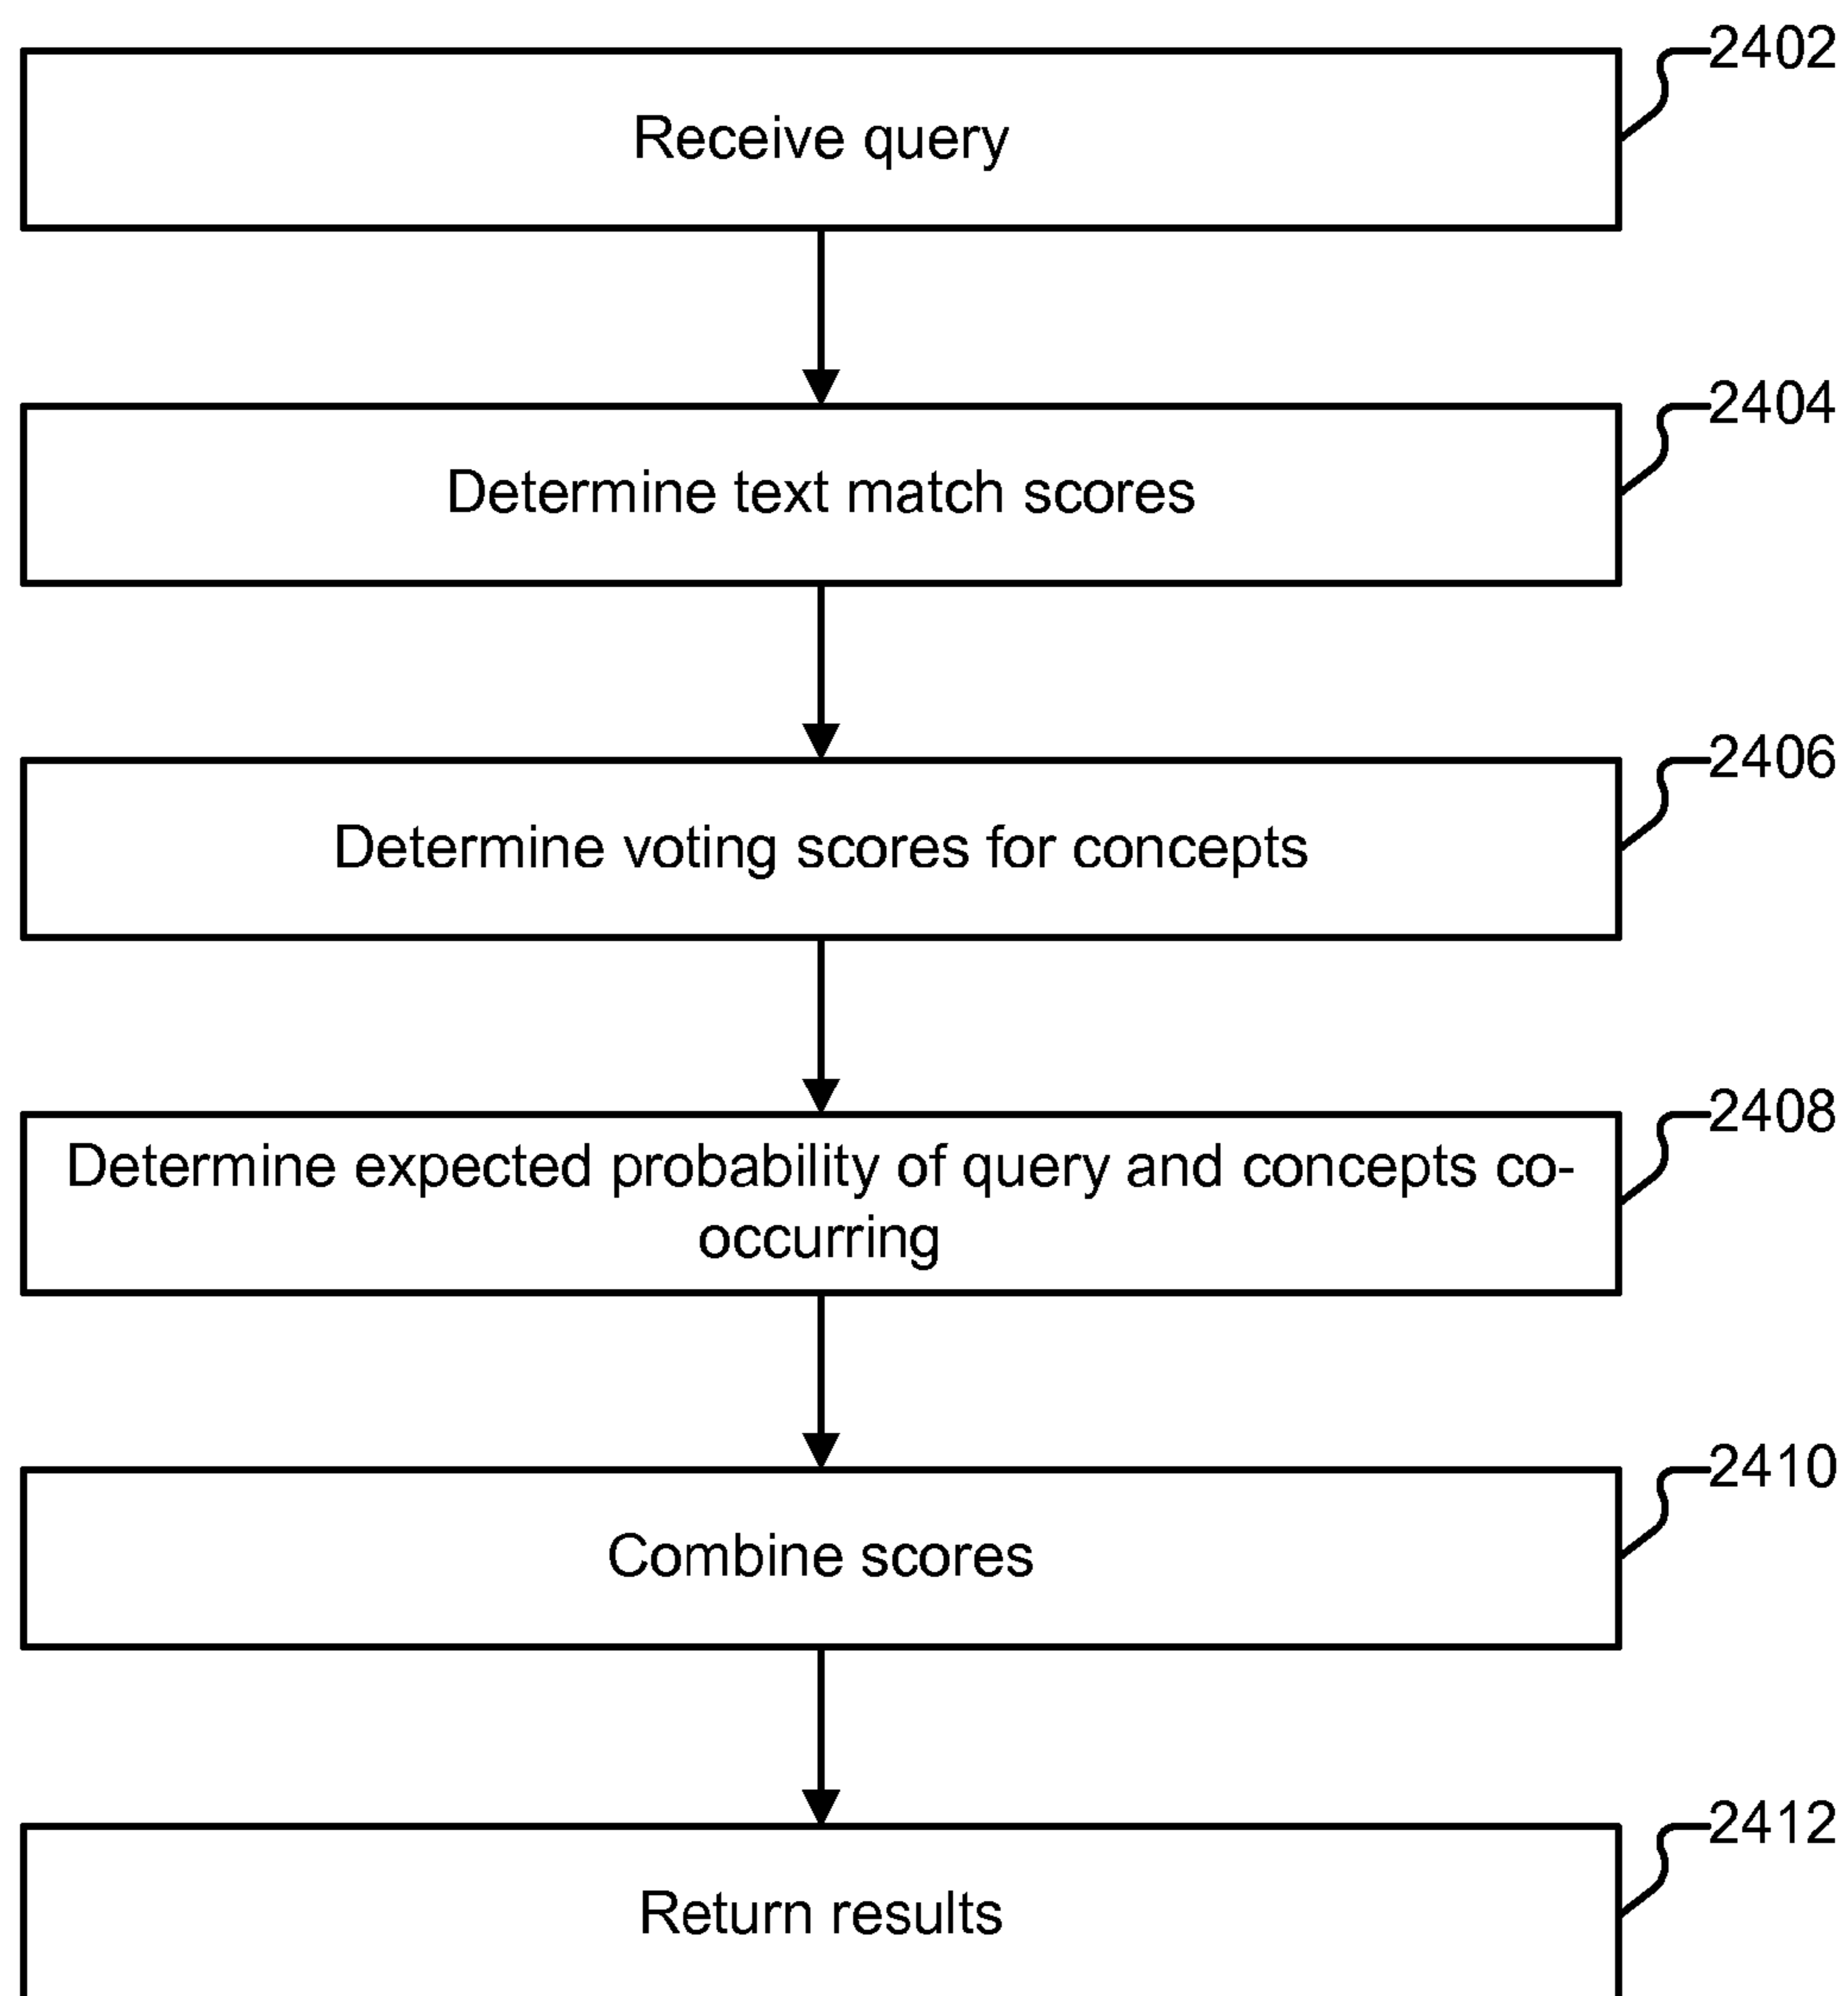 2402
Receive query
2404
Determine text match scores
2406
Determine voting scores for concepts
2408
Determine expected probability of query and concepts co-
occurring
2410
Combine scores
2412
Return results